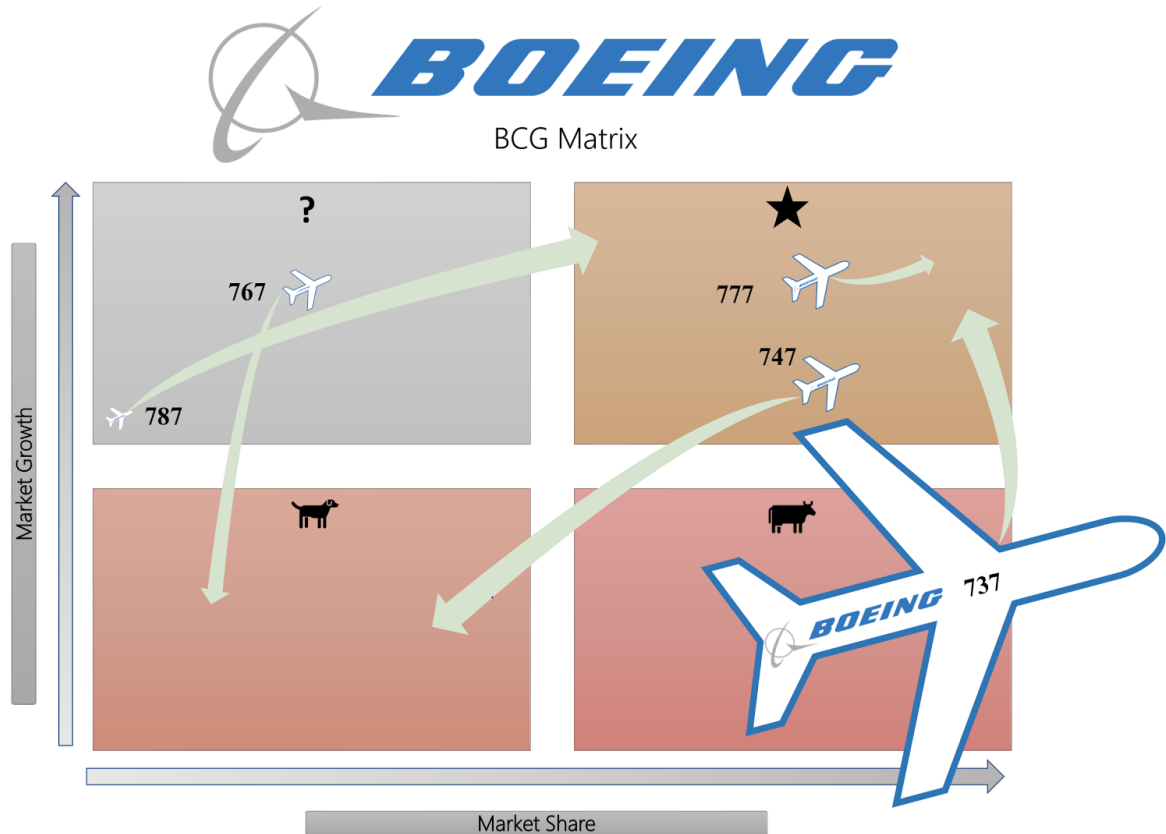 BOEING
BCG Matrix
?
767
777
747
787
Market Growth
737
BOEING
Market Share